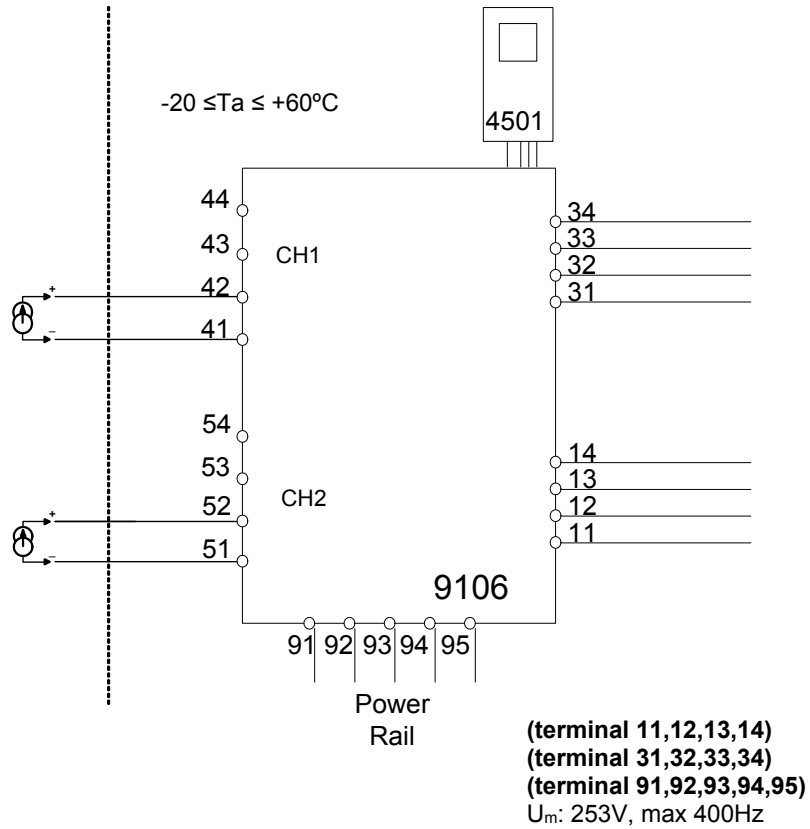 -20 ≤Ta ≤ +60ºC
4501
44
43
CH1
42
41
+
–
54
53
52
CH2
51
+
–
34
33
32
31
14
13
12
11
9106
91 92 93 94 95
Power
Rail
(terminal 11,12,13,14)
(terminal 31,32,33,34)
(terminal 91,92,93,94,95)
Um: 253V, max 400Hz